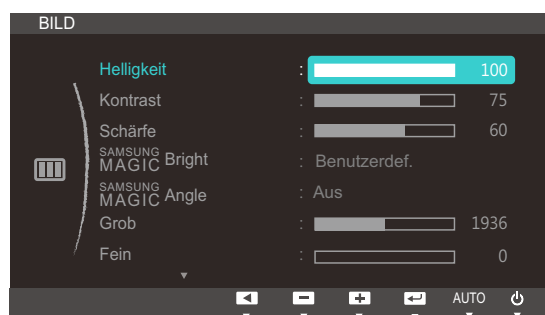 BILD
Helligkeit : 100
Kontrast : 75
Schärfe : 60
SAMSUNG MAGIC Bright : Benutzerdef.
SAMSUNG MAGIC Angle : Aus
Grob : 1936
Fein : 0
AUTO